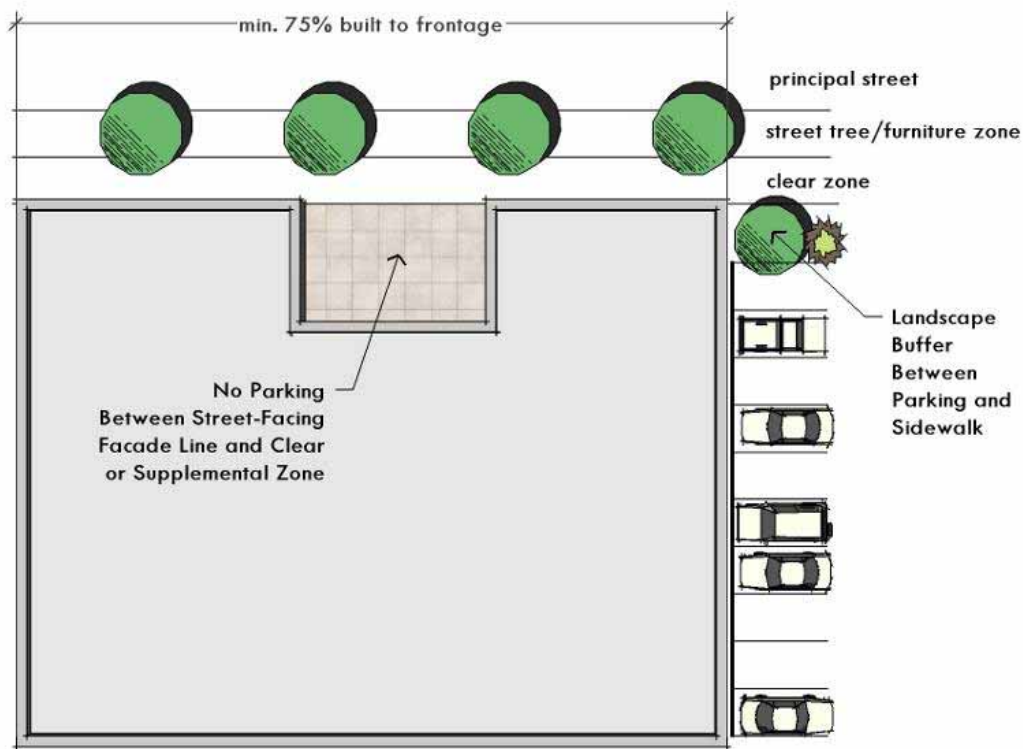 min. 75% built to frontage
principal street
street tree/furniture zone
clear zone
No Parking
Between Street-Facing
Facade Line and Clear
or Supplemental Zone
Landscape
Buffer
Between
Parking and
Sidewalk